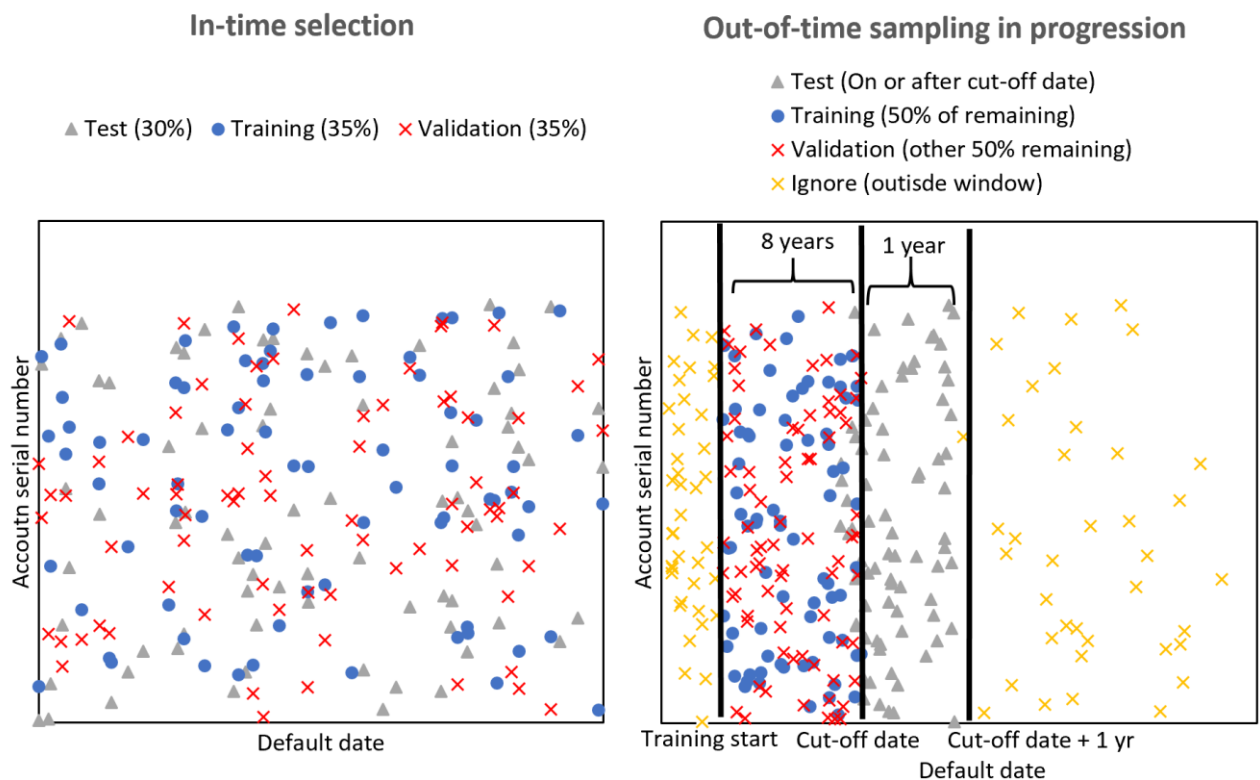 In-time selection
Test (30%) Training (35%) Validation (35%)
Accoutn serial number
Default date
Out-of-time sampling in progression
Test (On or after cut-off date)
Training (50% of remaining)
Validation (other 50% remaining)
Ignore (outisde window)
8 years
1 year
Account serial number
Training start
Cut-off date
Cut-off date + 1 yr
Default date